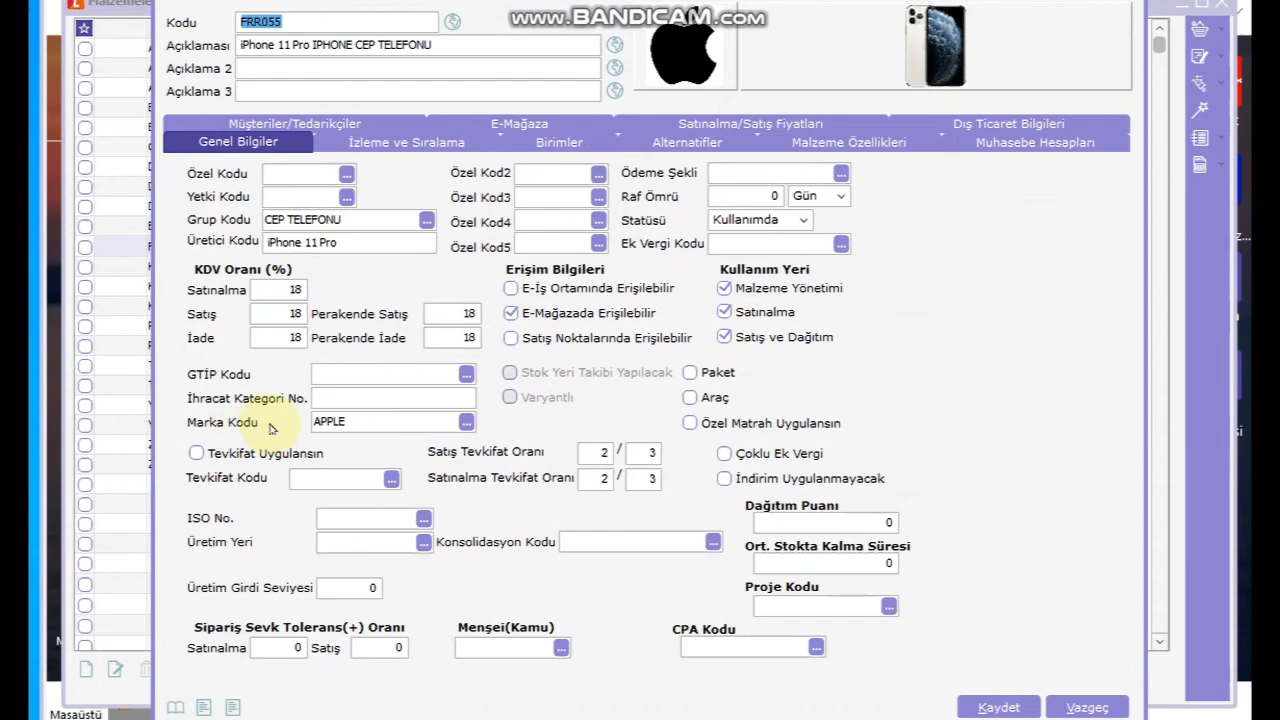 Malzemele
www.BANDICAM.com
Kodu FRR055
Açıklaması iPhone 11 Pro IPHONE CEP TELEFONU
Açıklama 2
Açıklama 3
Müşteriler/Tedarikçiler E-Mağaza Satınalma/Satış Fiyatları Dış Ticaret Bilgileri
Genel Bilgiler İzleme ve Sıralama Birimler Alternatifler Malzeme Özellikleri Muhasebe Hesapları
Özel Kodu ... Özel Kod2 ... Ödeme Şekli ...
Yetki Kodu ... Özel Kod3 ... Raf Ömrü 0 Gün
Grup Kodu CEP TELEFONU ... Özel Kod4 ... Statüsü Kullanımda
Üretici Kodu iPhone 11 Pro Özel Kod5 ... Ek Vergi Kodu ...
KDV Oranı (%) Erişim Bilgileri Kullanım Yeri
Satınalma 18 E-İş Ortamında Erişilebilir Malzeme Yönetimi
Satış 18 Perakende Satış 18 E-Mağazada Erişilebilir Satınalma
İade 18 Perakende İade 18 Satış Noktalarında Erişilebilir Satış ve Dağıtım
GTİP Kodu ... Stok Yeri Takibi Yapılacak Paket
İhracat Kategori No. Varyantlı Araç
Marka Kodu APPLE ... Özel Matrah Uygulansın
Tevkifat Uygulansın Satış Tevkifat Oranı 2 / 3 Çoklu Ek Vergi
Tevkifat Kodu ... Satınalma Tevkifat Oranı 2 / 3 İndirim Uygulanmayacak
Dağıtım Puanı
ISO No. ... 0
Üretim Yeri ... Konsolidasyon Kodu ... Ort. Stokta Kalma Süresi
0
Üretim Girdi Seviyesi 0 Proje Kodu
...
Sipariş Sevk Tolerans(+) Oranı Menşei(Kamu) CPA Kodu
Satınalma 0 Satış 0 ... ...
Kaydet Vazgeç
Masaüstü